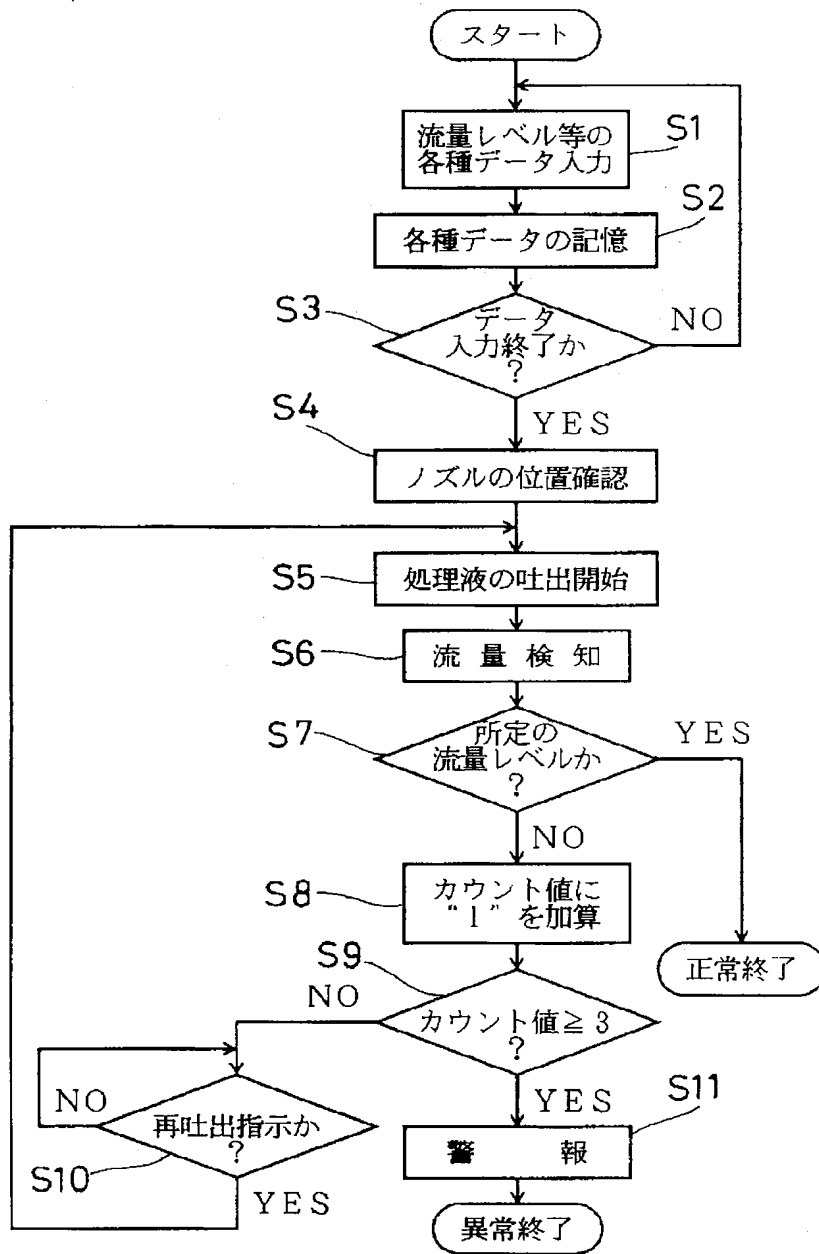 スタート
流量レベル等の
各種データ入力
S1
各種データの記憶
S2
データ
入力終了か
?
S3
NO
YES
S4
ノズルの位置確認
S5
処理液の吐出開始
S6
流量検知
S7
所定の
流量レベルか
?
YES
NO
S8
カウント値に
"1"を加算
正常終了
S9
NO
カウント値≧3
?
YES
NO
再吐出指示か
?
S10
YES
S11
警報
異常終了